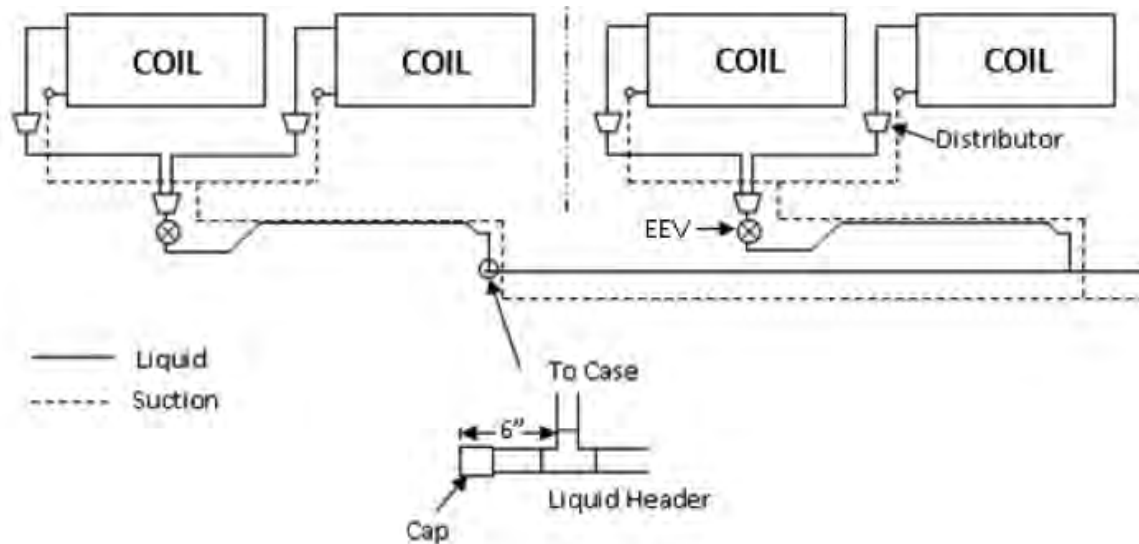 COIL
COIL
COIL
COIL
Distributor
EEV
Liquid
Suction
To Case
6”
Liquid Header
Cap